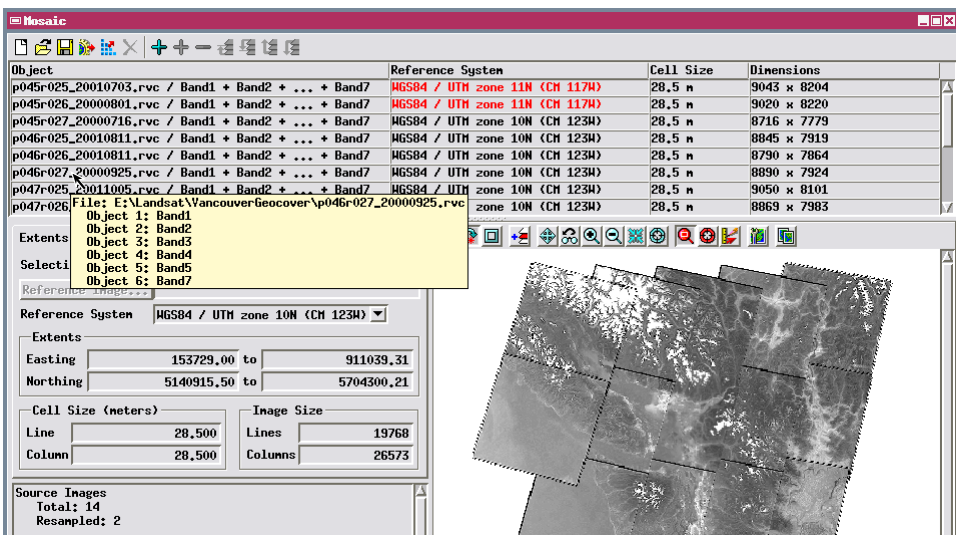 Mosaic
Object Reference System Cell Size Dimensions
p045r025_20010703.rvc / Band1 + Band2 + ... + Band7 WGS84 / UTM zone 11N (CM 117W) 28.5 m 9043 x 8204
p045r026_20000801.rvc / Band1 + Band2 + ... + Band7 WGS84 / UTM zone 11N (CM 117W) 28.5 m 9020 x 8220
p045r027_20000716.rvc / Band1 + Band2 + ... + Band7 WGS84 / UTM zone 10N (CM 123W) 28.5 m 8716 x 7779
p046r025_20010811.rvc / Band1 + Band2 + ... + Band7 WGS84 / UTM zone 10N (CM 123W) 28.5 m 8845 x 7919
p046r026_20010811.rvc / Band1 + Band2 + ... + Band7 WGS84 / UTM zone 10N (CM 123W) 28.5 m 8790 x 7864
p046r027_20000925.rvc / Band1 + Band2 + ... + Band7 WGS84 / UTM zone 10N (CM 123W) 28.5 m 8890 x 7924
p047r025_20011005.rvc / Band1 + Band2 + ... + Band7 WGS84 / UTM zone 10N (CM 123W) 28.5 m 9050 x 8101
p047r026 zone 10N (CM 123W) 28.5 m 8869 x 7983
File: E:\Landsat\VancouverGeocover\p046r027_20000925.rvc
Object 1: Band1
Object 2: Band2
Object 3: Band3
Object 4: Band4
Object 5: Band5
Object 6: Band7
Extents
Selecti
Reference Image...
Reference System WGS84 / UTM zone 10N (CM 123W)
Extents
Easting 153729.00 to 911039.31
Northing 5140915.50 to 5704300.21
Cell Size (meters) Image Size
Line 28.500 Lines 19768
Column 28.500 Columns 26573
Source Images
Total: 14
Resampled: 2